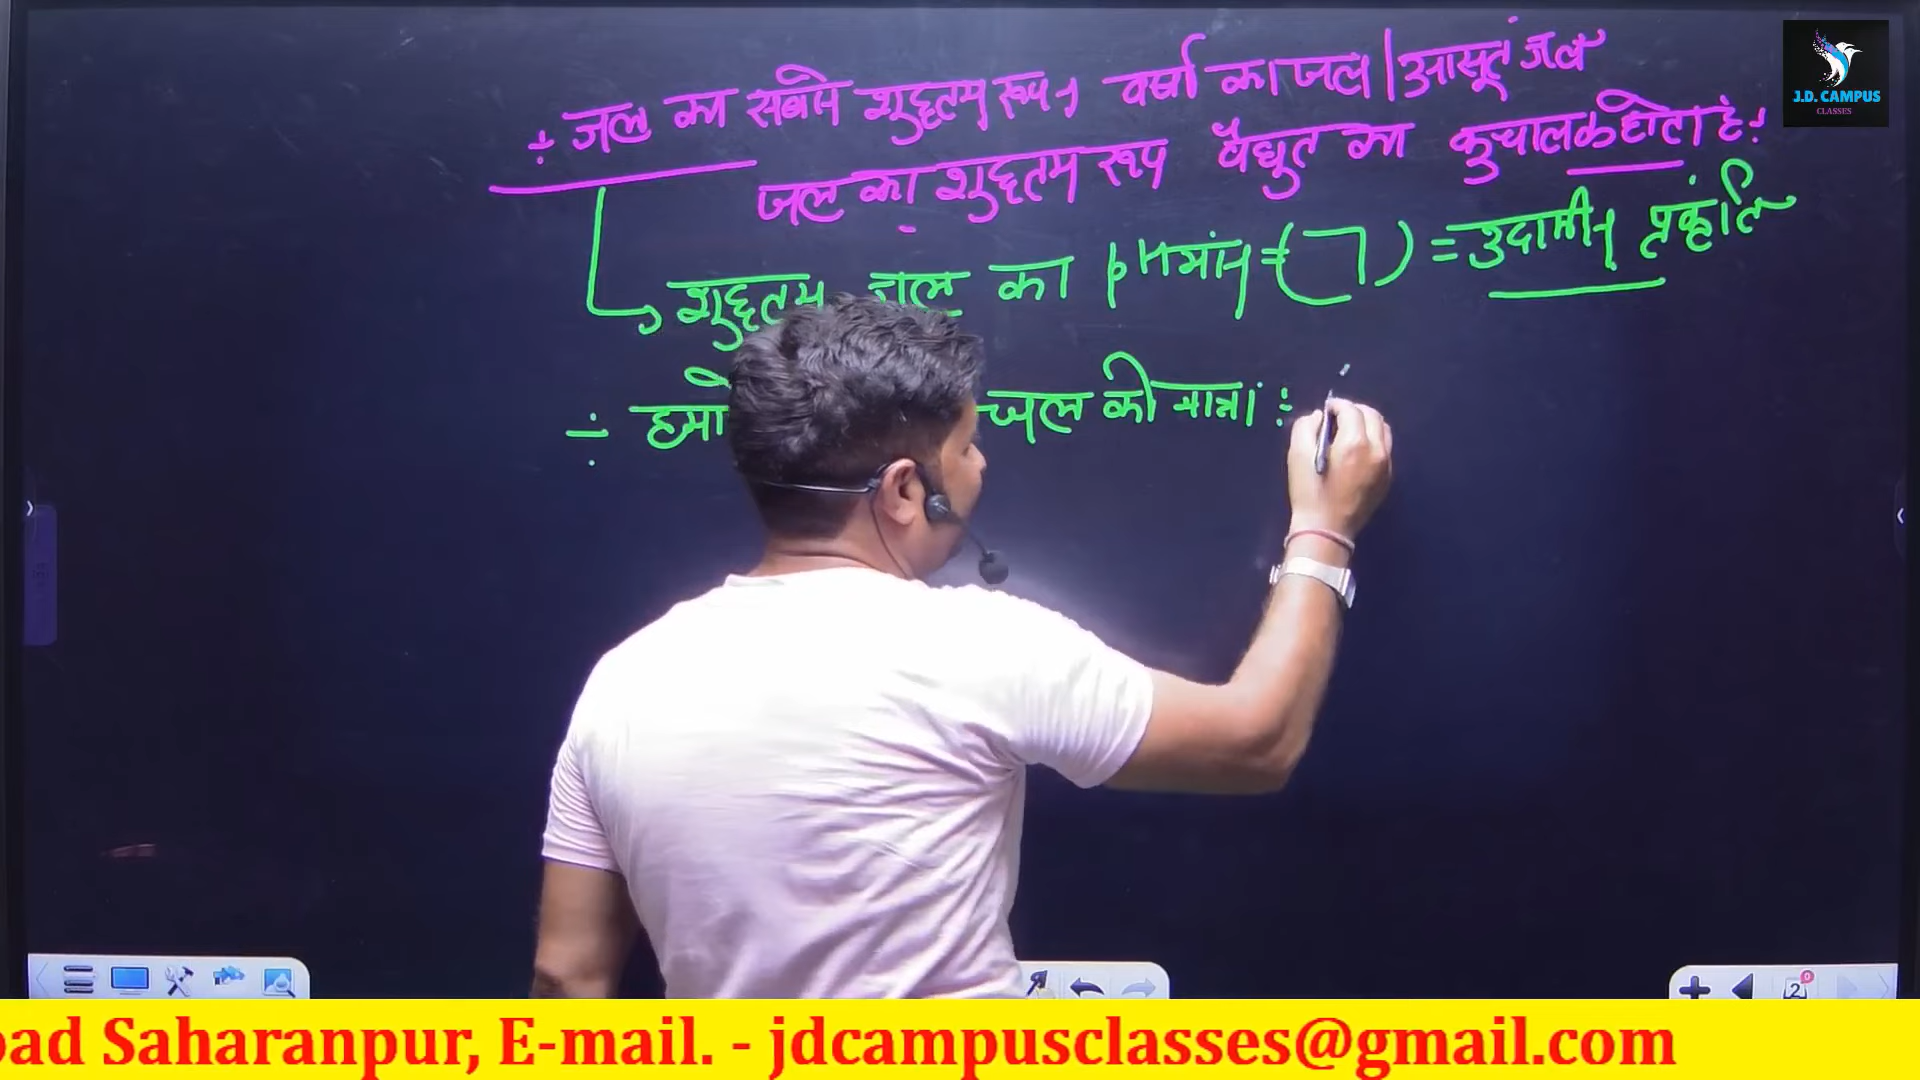 ÷ जल का सबसे शुद्धतम रूप → वर्षा का जल | आसुत जल
जल का शुद्धतम रूप वैद्युत का कुचालक होता है :
शुद्धतम जल का pH मान = (7) = उदासीन प्रकृति
÷ जल की मात्रा :
J.D. CAMPUS
CLASSES
Saharanpur, E-mail. - jdcampusclasses@gmail.com